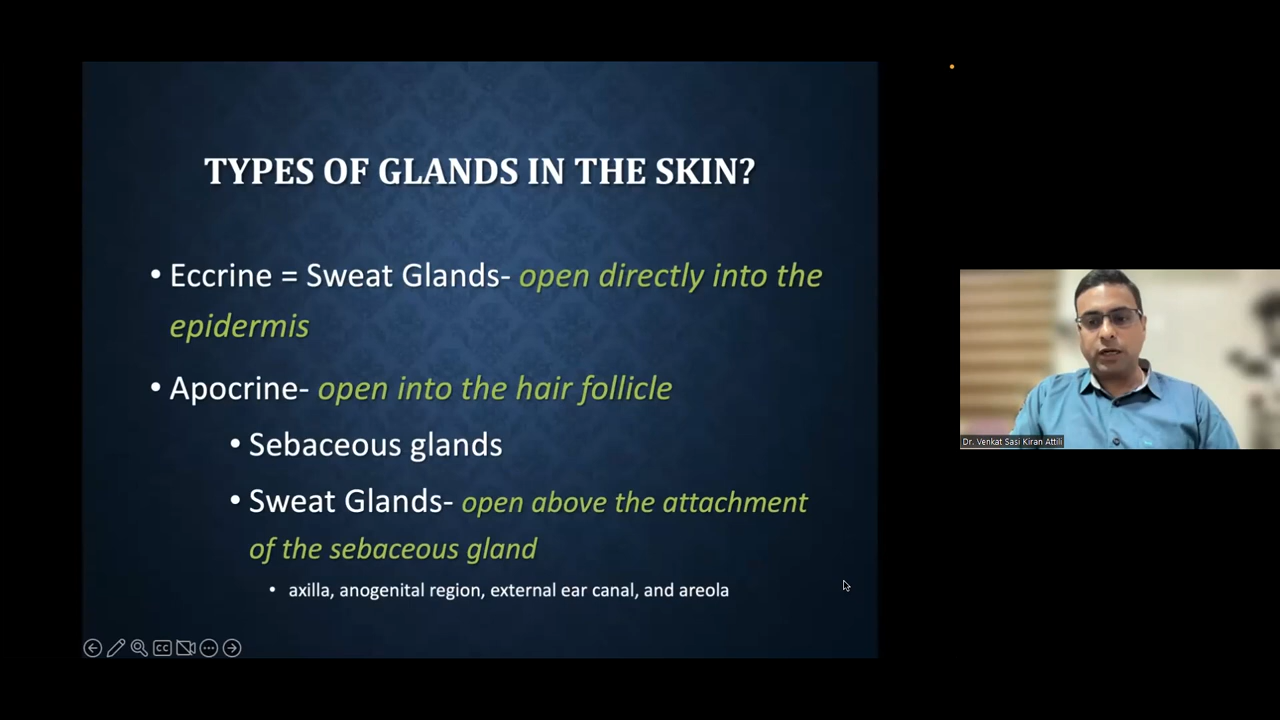 TYPES OF GLANDS IN THE SKIN?
• Eccrine = Sweat Glands- open directly into the
epidermis
• Apocrine- open into the hair follicle
• Sebaceous glands
• Sweat Glands- open above the attachment
of the sebaceous gland
• axilla, anogenital region, external ear canal, and areola
CC
Dr. Venkat Sasi Kiran Attili